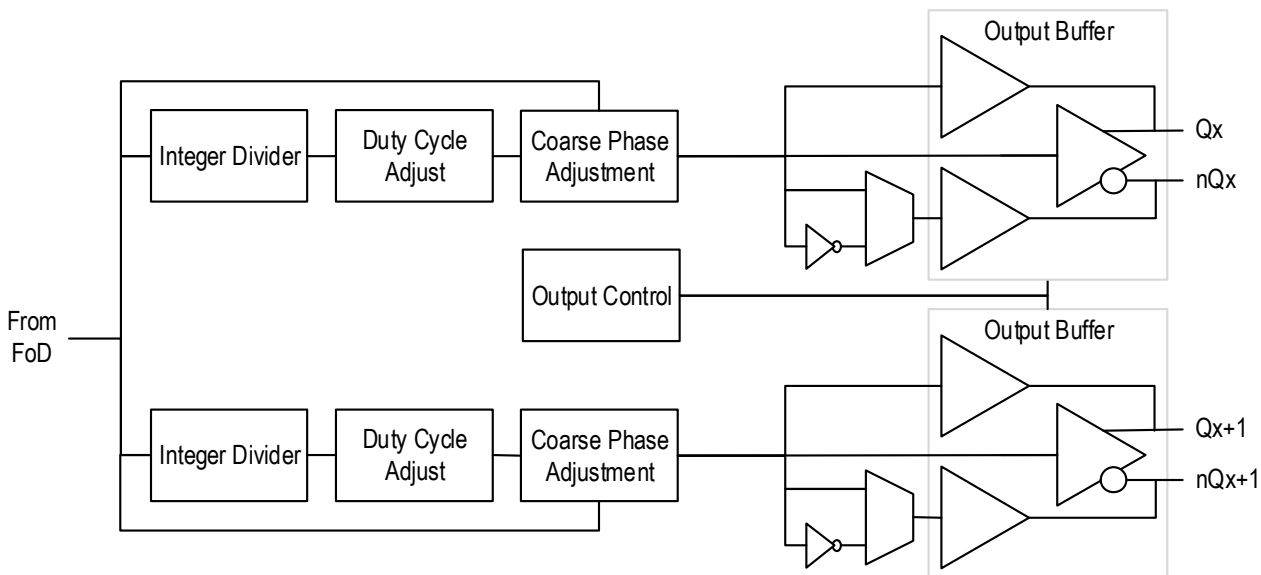 Output Buffer
Qx
Integer Divider
Duty Cycle
Adjust
Coarse Phase
Adjustment
nQx
Output Control
From
FoD
Output Buffer
Qx+1
Integer Divider
Duty Cycle
Adjust
Coarse Phase
Adjustment
nQx+1